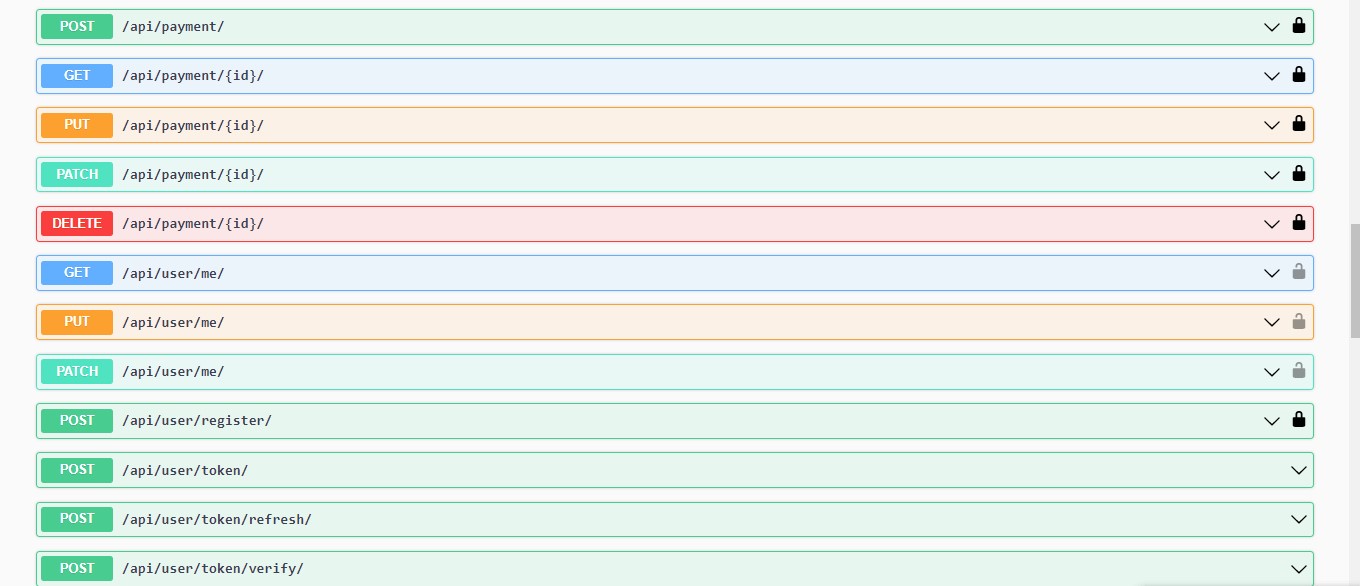 POST /api/payment/
GET /api/payment/{id}/
PUT /api/payment/{id}/
PATCH /api/payment/{id}/
DELETE /api/payment/{id}/
GET /api/user/me/
PUT /api/user/me/
PATCH /api/user/me/
POST /api/user/register/
POST /api/user/token/
POST /api/user/token/refresh/
POST /api/user/token/verify/